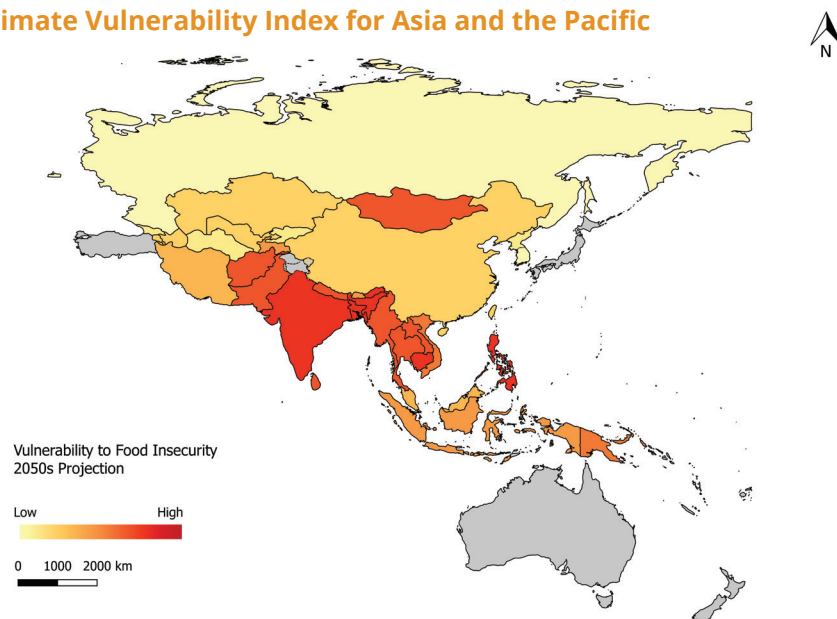 imate Vulnerability Index for Asia and the Pacific
N
Vulnerability to Food Insecurity
2050s Projection
Low High
0 1000 2000 km